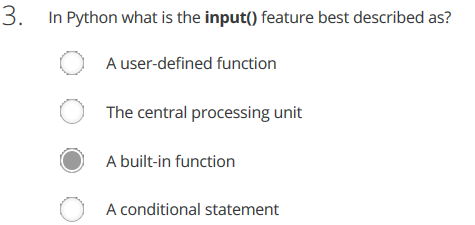 3. In Python what is the input() feature best described as?
A user-defined function
The central processing unit
A built-in function
A conditional statement